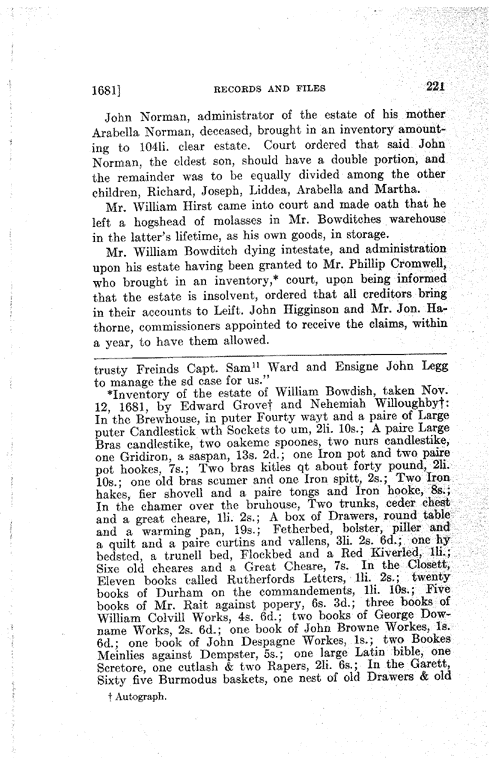 1681] RECORDS AND FILES 221
John Norman, administrator of the estate of his mother
Arabella Norman, deceased, brought in an inventory amount-
ing to 104li. clear estate. Court ordered that said John
Norman, the eldest son, should have a double portion, and
the remainder was to be equally divided among the other
children, Richard, Joseph, Liddea, Arabella and Martha.
Mr. William Hirst came into court and made oath that he
left a hogshead of molasses in Mr. Bowditches warehouse
in the latter's lifetime, as his own goods, in storage.
Mr. William Bowditch dying intestate, and administration
upon his estate having been granted to Mr. Phillip Cromwell,
who brought in an inventory,* court, upon being informed
that the estate is insolvent, ordered that all creditors bring
in their accounts to Leift. John Higginson and Mr. Jon. Ha-
thorne, commissioners appointed to receive the claims, within
a year, to have them allowed.
trusty Freinds Capt. Sam¹¹ Ward and Ensigne John Legg
to manage the sd case for us."
*Inventory of the estate of William Bowdish, taken Nov.
12, 1681, by Edward Grove† and Nehemiah Willoughby†:
In the Brewhouse, in puter Fourty wayt and a paire of Large
puter Candlestick wth Sockets to um, 2li. 10s.; A paire Large
Bras candlestike, two oakeme spoones, two nurs candlestike,
one Gridiron, a saspan, 13s. 2d.; one Iron pot and two paire
pot hookes, 7s.; Two bras kitles qt about forty pound, 2li.
10s.; one old bras scumer and one Iron spitt, 2s.; Two Iron
hakes, fier shovell and a paire tongs and Iron hooke, 8s.;
In the chamer over the bruhouse, Two trunks, ceder chest
and a great cheare, 1li. 2s.; A box of Drawers, round table
and a warming pan, 19s.; Fetherbed, bolster, piller and
a quilt and a paire curtins and vallens, 3li. 2s. 6d.; one hy
bedsted, a trunell bed, Flockbed and a Red Kiverled, 1li.;
Sixe old cheares and a Great Cheare, 7s. In the Closett,
Eleven books called Rutherfords Letters, 1li. 2s.; twenty
books of Durham on the commandements, 1li. 10s.; Five
books of Mr. Rait against popery, 6s. 3d.; three books of
William Colvill Works, 4s. 6d.; two books of George Dow-
name Works, 2s. 6d.; one book of John Browne Workes, 1s.
6d.; one book of John Despagne Workes, 1s.; two Bookes
Meinlies against Dempster, 5s.; one large Latin bible, one
Scretore, one cutlash & two Rapers, 2li. 6s.; In the Garett,
Sixty five Burmodus baskets, one nest of old Drawers & old
† Autograph.